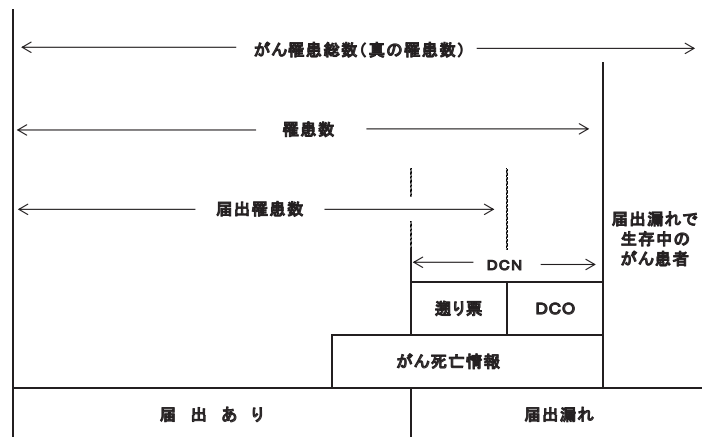 がん罹患総数(真の罹患数)
罹患数
届出罹患数
届出漏れで
生存中の
がん患者
DCN
遡り票
DCO
がん死亡情報
届 出 あ り
届出漏れ